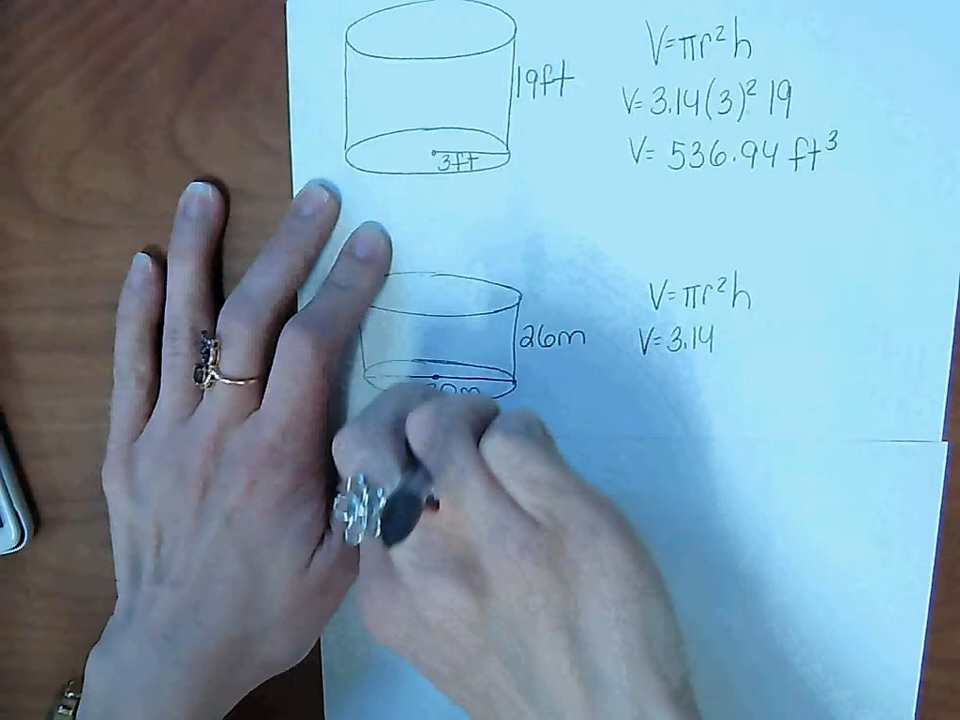 19ft
3ft
V=πr²h
V=3.14(3)² 19
V= 536.94 ft³
26m
V=πr²h
V=3.14